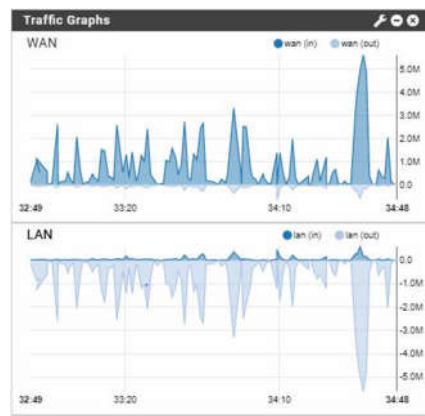 Traffic Graphs
WAN
wan (in) wan (out)
5.0M
4.0M
3.0M
2.0M
1.0M
0.0
32:49 33:20 34:10 34:48
LAN
lan (in) lan (out)
0.0
-1.0M
-2.0M
-3.0M
-4.0M
-5.0M
32:49 33:20 34:10 34:48